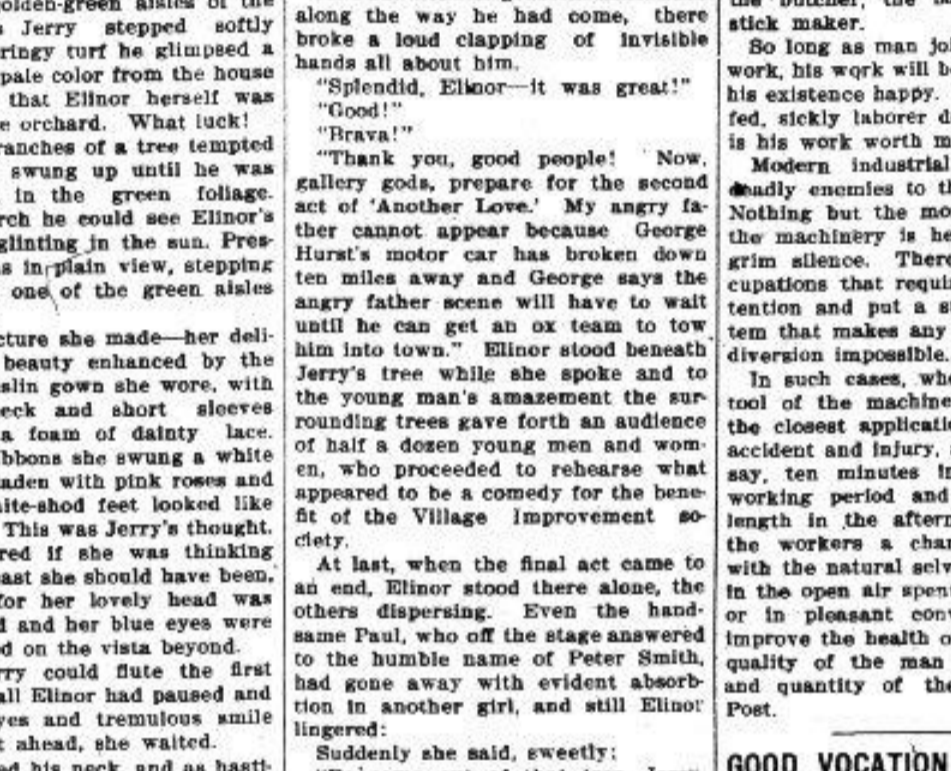 golden-green aisles of the
Jerry stepped softly
ringy turf he glimpsed a
pale color from the house
that Elinor herself was
e orchard. What luck!
ranches of a tree tempted
swung up until he was
in the green foliage.
rch he could see Elinor's
glinting in the sun. Pres-
s in plain view, stepping
one of the green aisles
cture she made—her deli-
beauty enhanced by the
slin gown she wore, with
eck and short sleeves
a foam of dainty lace.
bbons she swung a white
aden with pink roses and
ite-shod feet looked like
This was Jerry's thought.
red if she was thinking
east she should have been,
for her lovely head was
d and her blue eyes were
d on the vista beyond.
rry could flute the first
all Elinor had paused and
yes and tremulous smile
t ahead, she waited.
ed his neck, and as hasti-
along the way he had come, there
broke a loud clapping of invisible
hands all about him.
"Splendid, Elinor—it was great!"
"Good!"
"Brava!"
"Thank you, good people! Now,
gallery gods, prepare for the second
act of 'Another Love.' My angry fa-
ther cannot appear because George
Hurst's motor car has broken down
ten miles away and George says the
angry father scene will have to wait
until he can get an ox team to tow
him into town." Elinor stood beneath
Jerry's tree while she spoke and to
the young man's amazement the sur-
rounding trees gave forth an audience
of half a dozen young men and wom-
en, who proceeded to rehearse what
appeared to be a comedy for the bene-
fit of the Village Improvement so-
ciety.
At last, when the final act came to
an end, Elinor stood there alone, the
others dispersing. Even the hand-
same Paul, who off the stage answered
to the humble name of Peter Smith,
had gone away with evident absorb-
tion in another girl, and still Elinor
lingered:
Suddenly she said, sweetly:
the butcher, the
stick maker.
So long as man jo
work, his work will b
his existence happy.
fed, sickly laborer d
is his work worth m
Modern industrial
deadly enemies to t
Nothing but the mo
the machinery is he
grim silence. There
cupations that requi
tention and put a s
tem that makes any
diversion impossible.
In such cases, whe
tool of the machine
the closest applicatio
accident and injury,
say, ten minutes in
working period and
length in the aftern
the workers a chan
with the natural selv
in the open air spen
or in pleasant con
improve the health o
quality of the man
and quantity of the
Post.
GOOD VOCATION